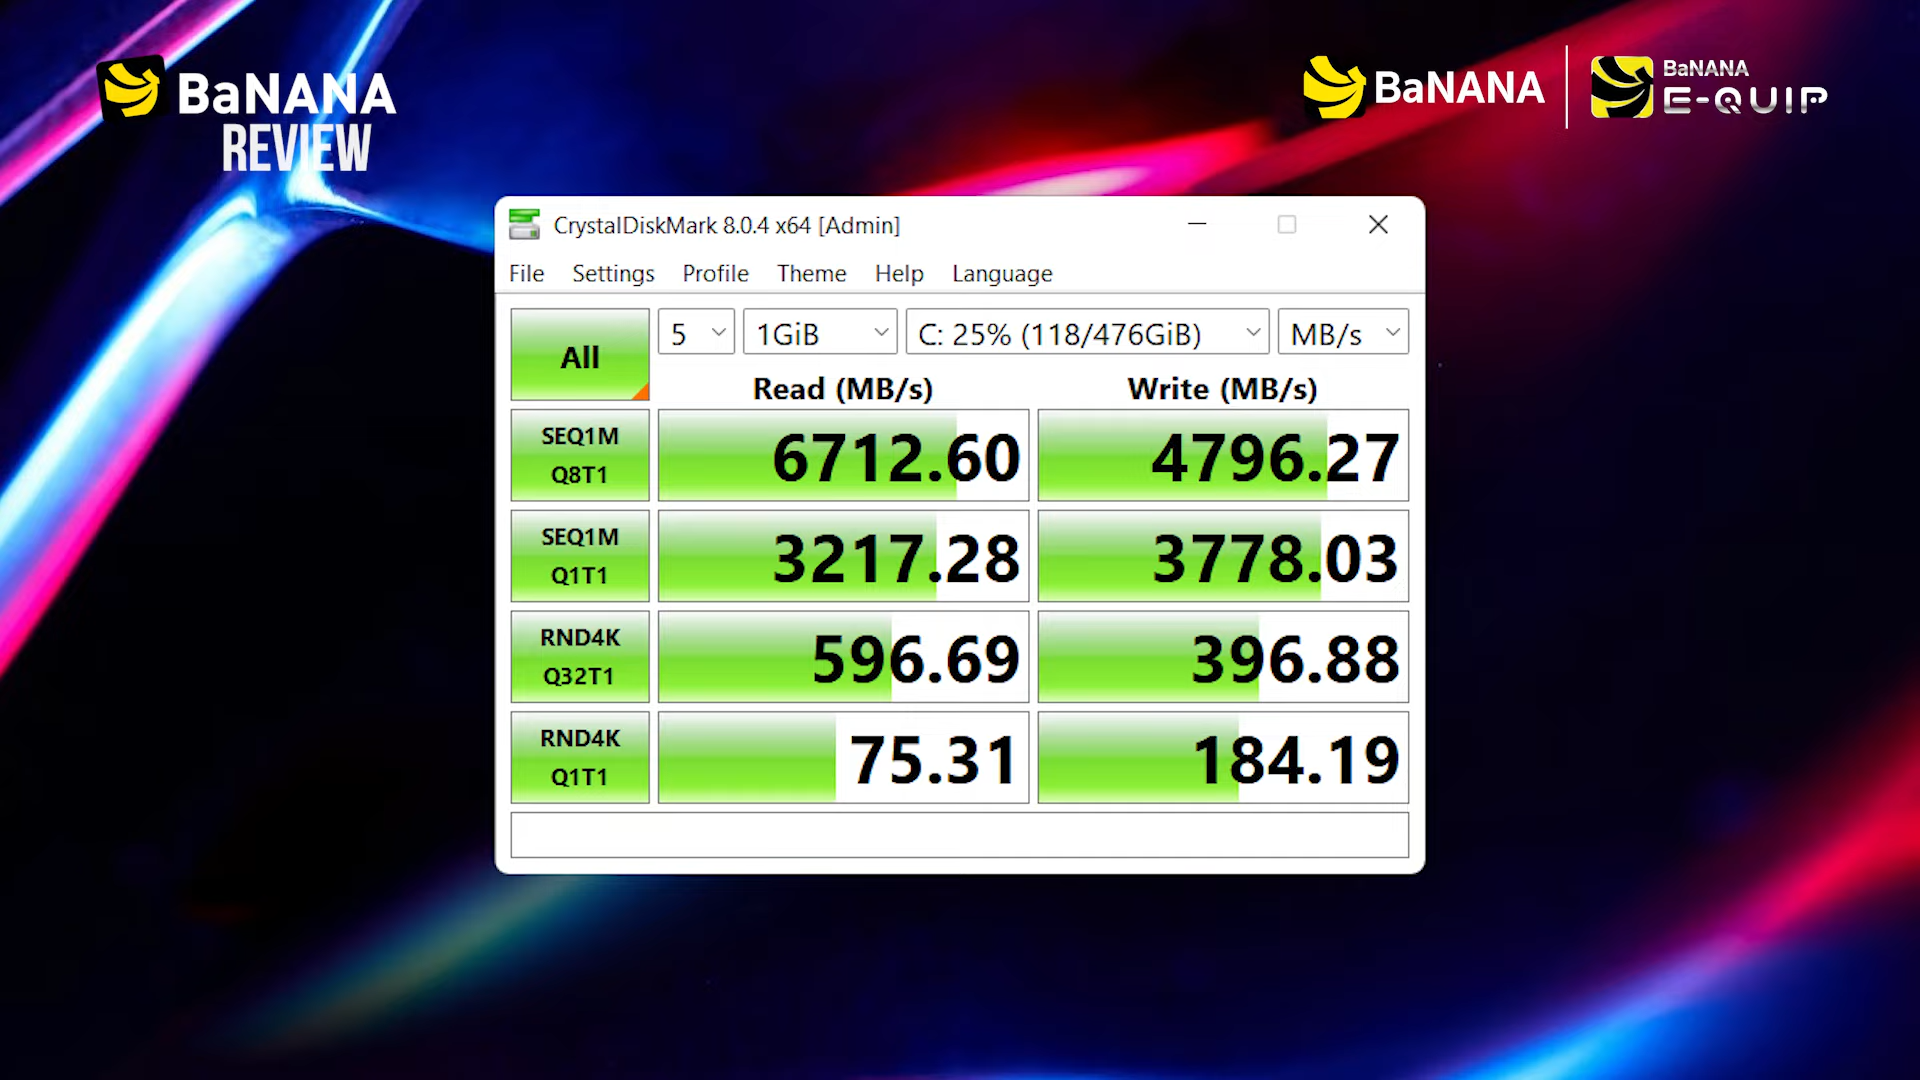 BaNANA
REVIEW
BaNANA
BaNANA
E-QUIP
CrystalDiskMark 8.0.4 x64 [Admin]
File Settings Profile Theme Help Language
All
5 1GiB C: 25% (118/476GiB) MB/s
Read (MB/s) Write (MB/s)
SEQ1M
Q8T1
6712.60 4796.27
SEQ1M
Q1T1
3217.28 3778.03
RND4K
Q32T1
596.69 396.88
RND4K
Q1T1
75.31 184.19